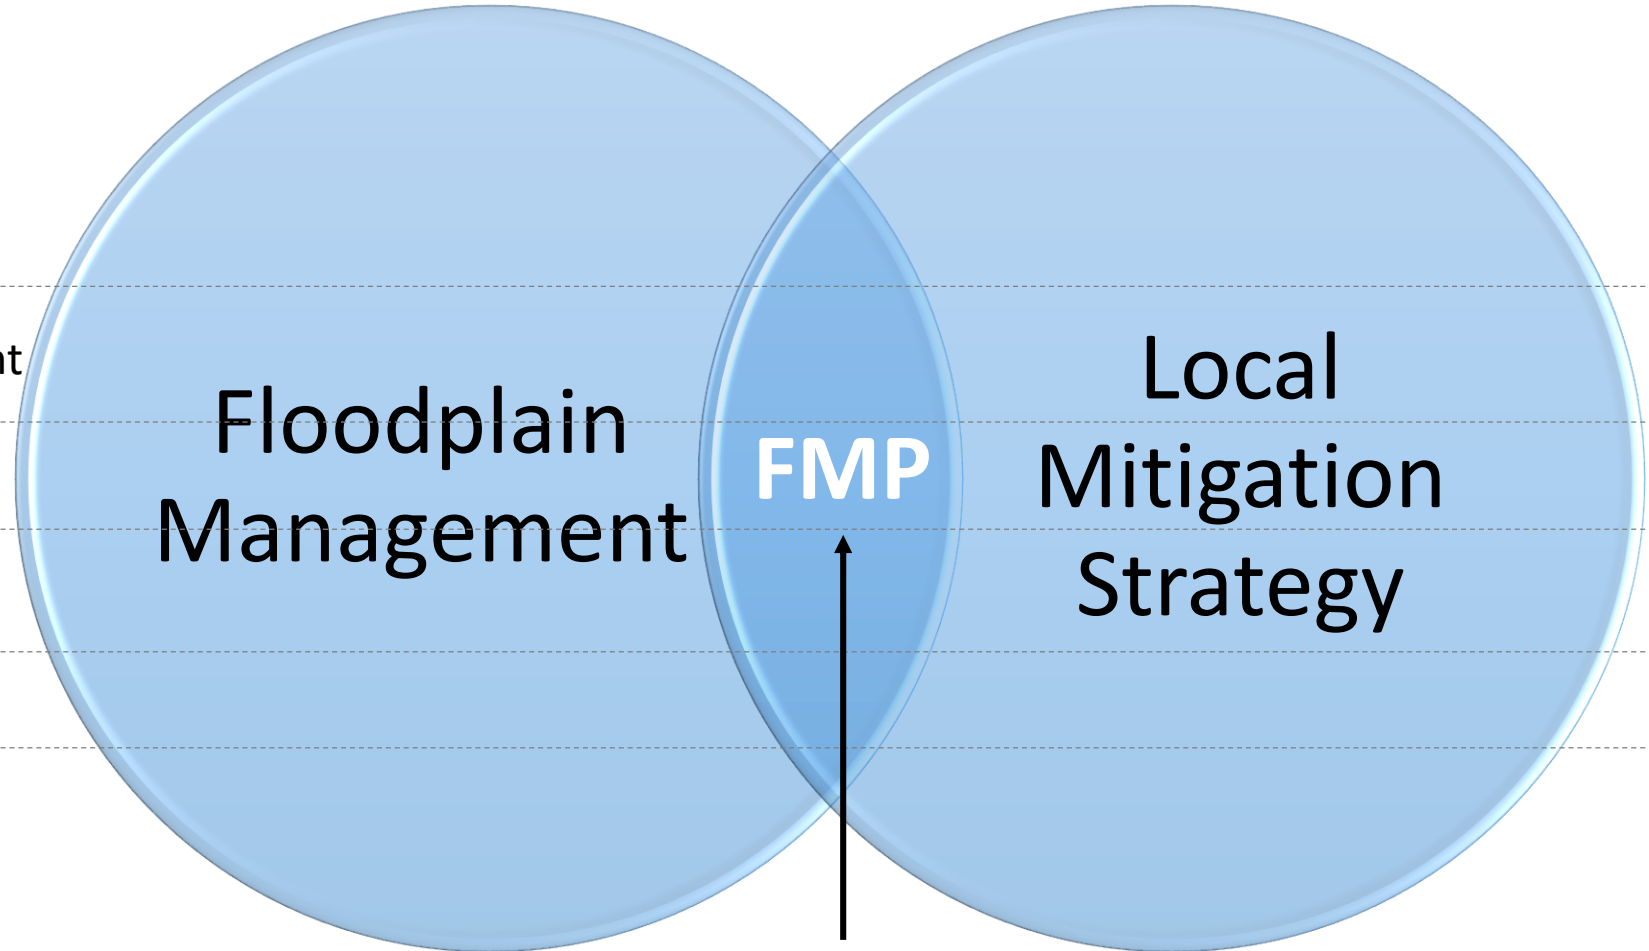 Floodplain
Management
FMP
Local
Mitigation
Strategy